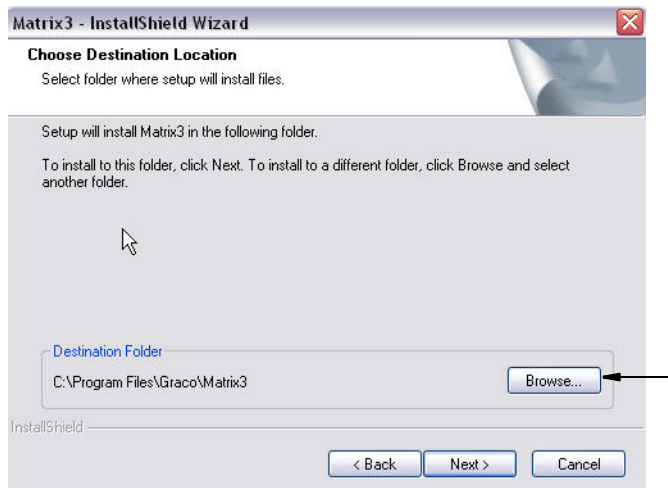 Matrix3 - InstallShield Wizard
Choose Destination Location
Select folder where setup will install files.
Setup will install Matrix3 in the following folder.
To install to this folder, click Next. To install to a different folder, click Browse and select
another folder.
Destination Folder
C:\Program Files\Graco\Matrix3
Browse...
InstallShield
< Back
Next >
Cancel